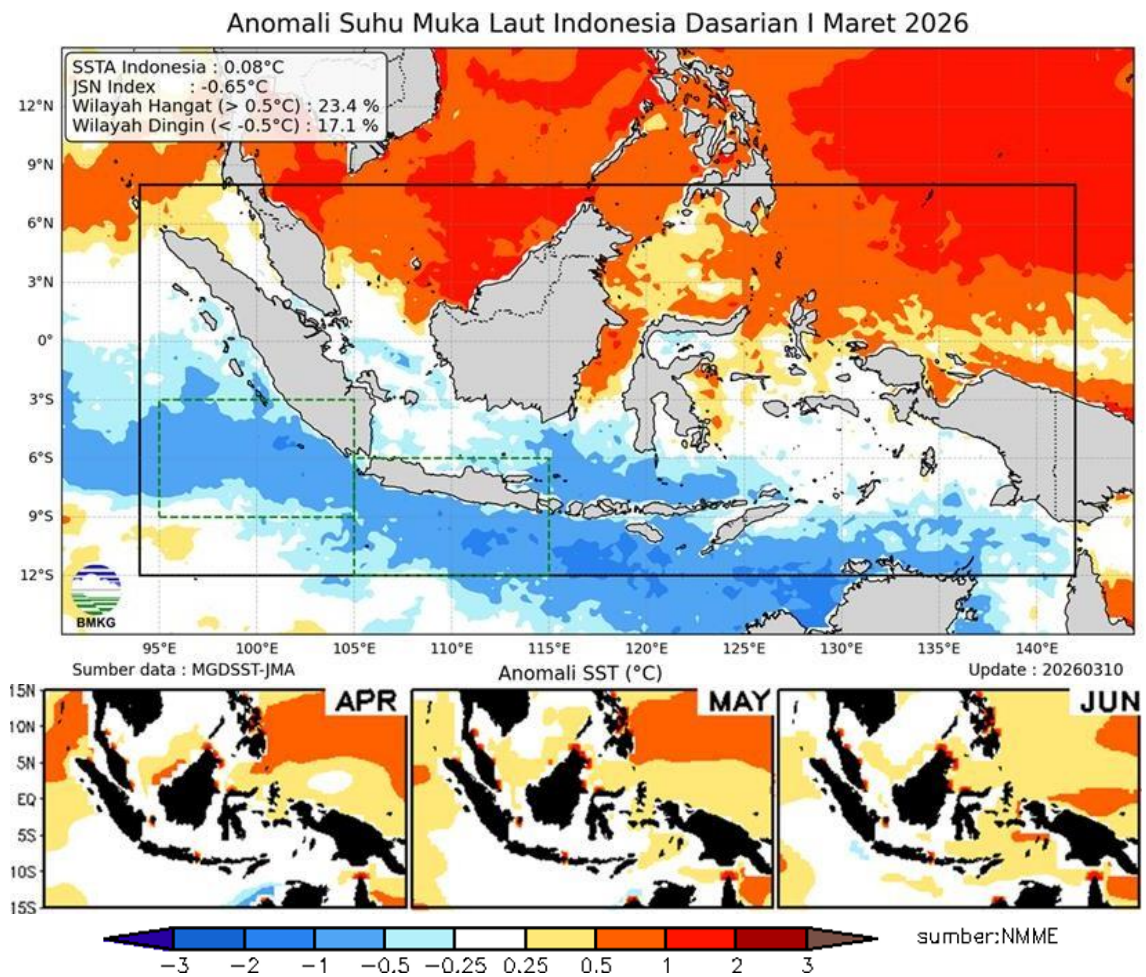 Anomali Suhu Muka Laut Indonesia Dasarian I Maret 2026
SSTA Indonesia : 0.08°C
JSN Index : -0.65°C
Wilayah Hangat (> 0.5°C) : 23.4 %
Wilayah Dingin (< -0.5°C) : 17.1 %
12°N
9°N
6°N
3°N
0°
3°S
6°S
9°S
12°S
BMKG
95°E 100°E 105°E 110°E 115°E 120°E 125°E 130°E 135°E 140°E
Sumber data : MGDSST-JMA Anomali SST (°C) Update : 20260310
15N APR MAY JUN
10N
5N
EQ
5S
10S
15S
-3 -2 -1 -0.5 -0.25 0.25 0.5 1 2 3
sumber:NMME